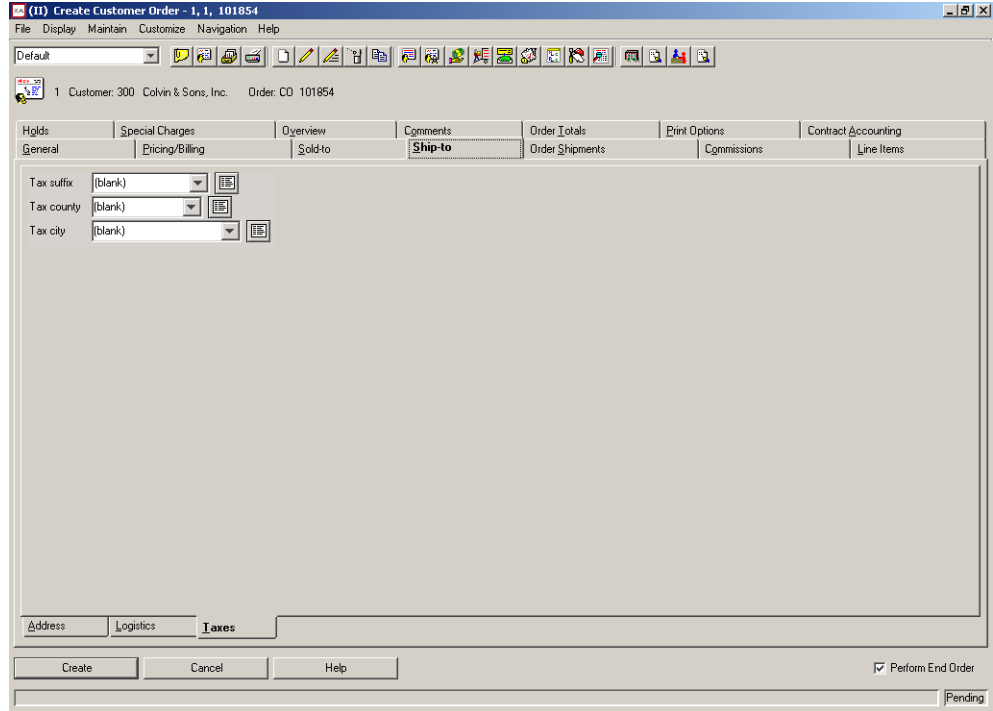 (II) Create Customer Order - 1, 1, 101854
File Display Maintain Customize Navigation Help
Default
1 Customer: 300 Colvin & Sons, Inc. Order: CO 101854
Holds Special Charges Overview Comments Order Totals Print Options Contract Accounting
General Pricing/Billing Sold-to Ship-to Order Shipments Commissions Line Items
Tax suffix (blank)
Tax county (blank)
Tax city (blank)
Address Logistics Taxes
Create Cancel Help Perform End Order
Pending